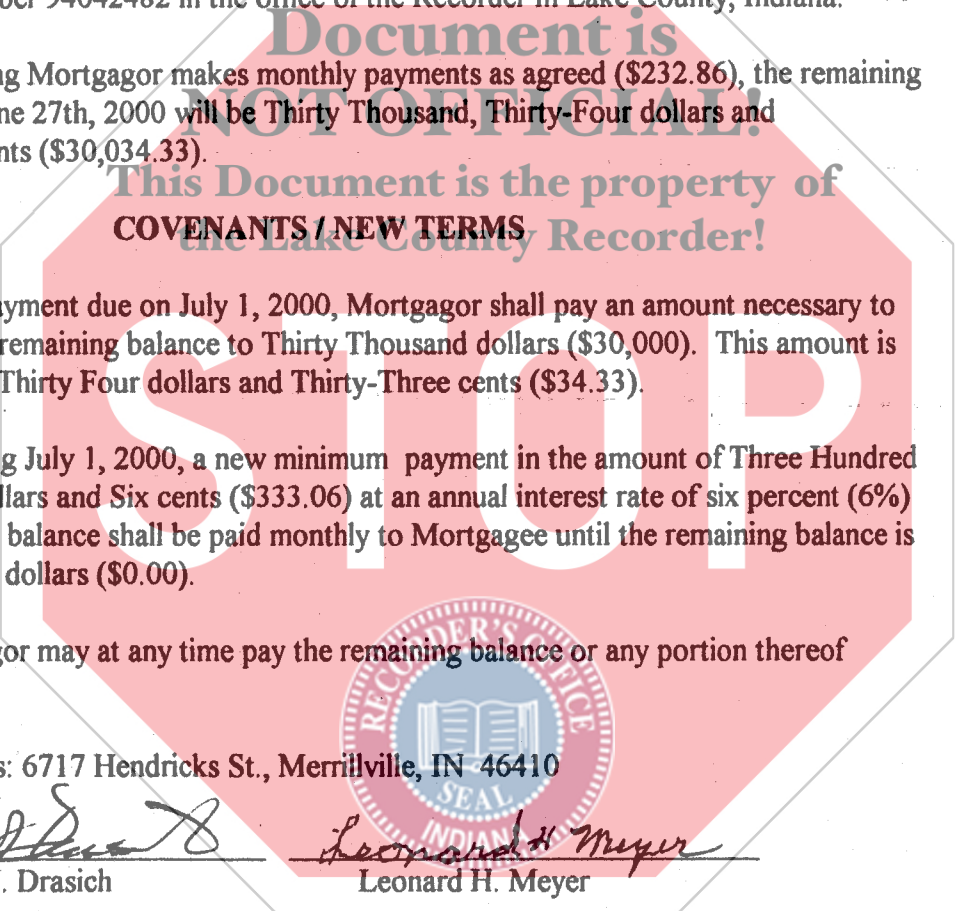 94042482 in the office of the Recorder in Lake County, Indiana.
Document is
ng Mortgagor makes monthly payments as agreed ($232.86), the remaining
NOT OFFICIAL!
ne 27th, 2000 will be Thirty Thousand, Thirty-Four dollars and
nts ($30,034.33).
This Document is the property of
COVENANTS / NEW TERMS
the Lake County Recorder!
ayment due on July 1, 2000, Mortgagor shall pay an amount necessary to
remaining balance to Thirty Thousand dollars ($30,000). This amount is
Thirty Four dollars and Thirty-Three cents ($34.33).
STOP
g July 1, 2000, a new minimum payment in the amount of Three Hundred
llars and Six cents ($333.06) at an annual interest rate of six percent (6%)
balance shall be paid monthly to Mortgagee until the remaining balance is
dollars ($0.00).
RECORDER'S OFFICE
gor may at any time pay the remaining balance or any portion thereof
s: 6717 Hendricks St., Merrillville, IN 46410
SEAL
INDIANA
Leonard H Meyer
. Drasich
Leonard H. Meyer